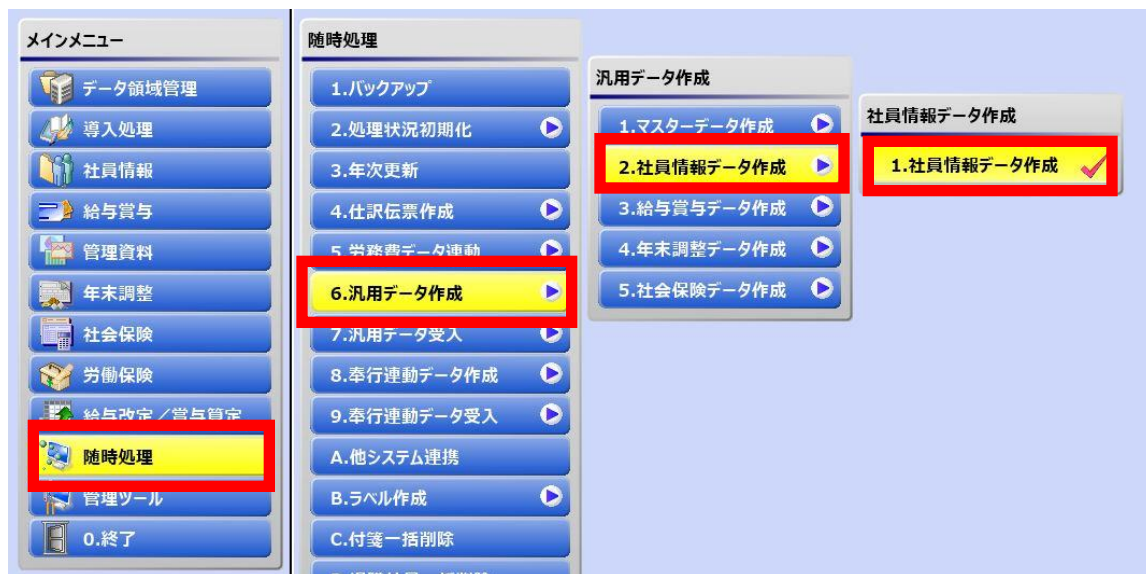 メインメニュー
データ領域管理
導入処理
社員情報
給与賞与
管理資料
年末調整
社会保険
労働保険
給与改定／賞与算定
随時処理
管理ツール
0.終了
随時処理
1.バックアップ
2.処理状況初期化
3.年次更新
4.仕訳伝票作成
5.労務費データ連動
6.汎用データ作成
7.汎用データ受入
8.奉行連動データ作成
9.奉行連動データ受入
A.他システム連携
B.ラベル作成
C.付箋一括削除
汎用データ作成
1.マスターデータ作成
2.社員情報データ作成
3.給与賞与データ作成
4.年末調整データ作成
5.社会保険データ作成
社員情報データ作成
1.社員情報データ作成